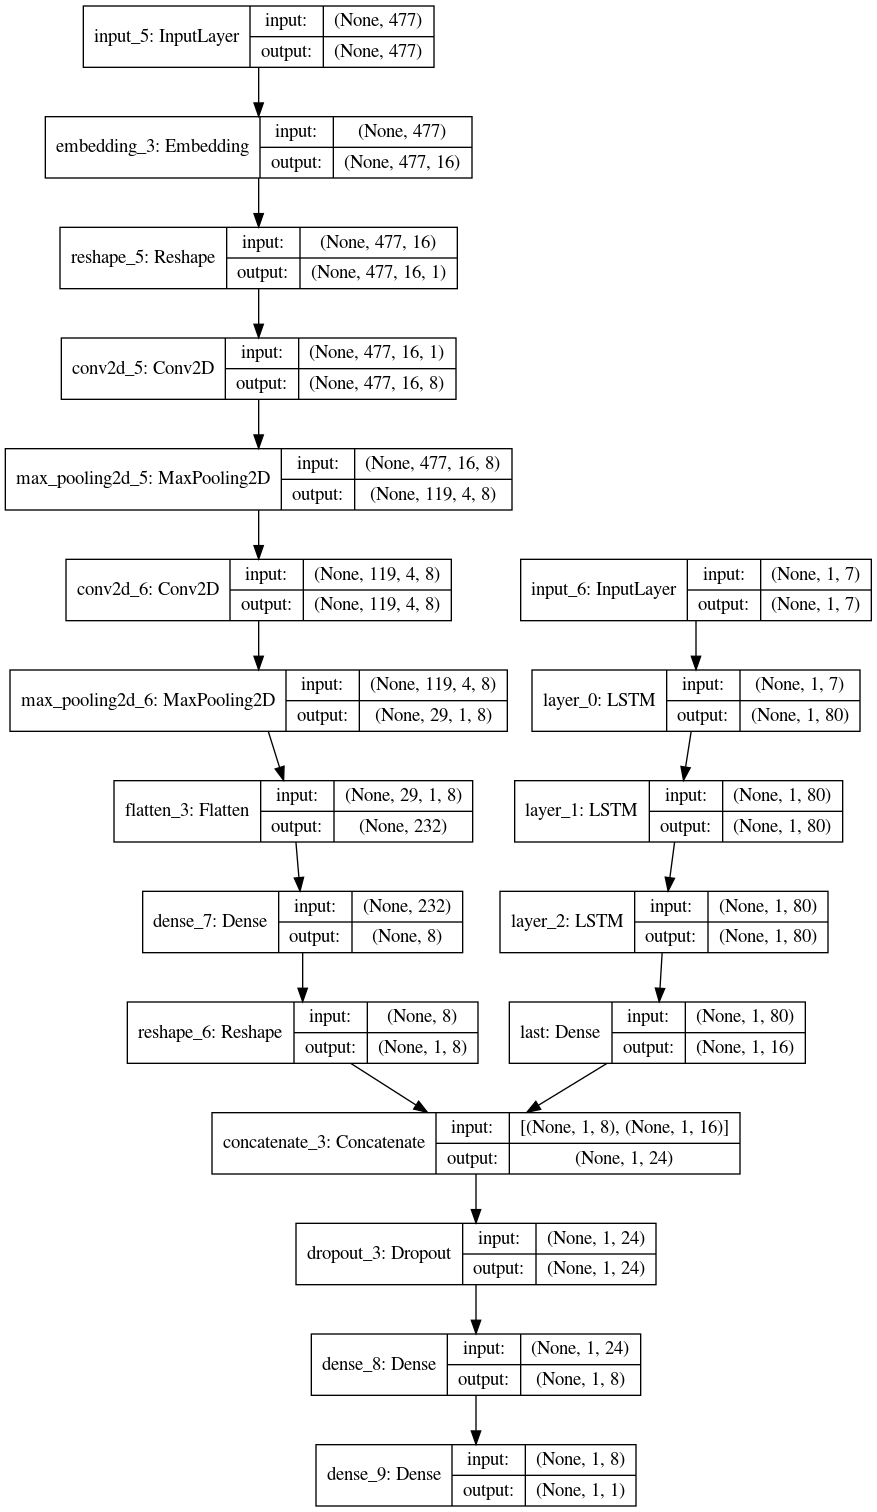 input_5: InputLayer
input: (None, 477)
output: (None, 477)
embedding_3: Embedding
input: (None, 477)
output: (None, 477, 16)
reshape_5: Reshape
input: (None, 477, 16)
output: (None, 477, 16, 1)
conv2d_5: Conv2D
input: (None, 477, 16, 1)
output: (None, 477, 16, 8)
max_pooling2d_5: MaxPooling2D
input: (None, 477, 16, 8)
output: (None, 119, 4, 8)
conv2d_6: Conv2D
input: (None, 119, 4, 8)
output: (None, 119, 4, 8)
max_pooling2d_6: MaxPooling2D
input: (None, 119, 4, 8)
output: (None, 29, 1, 8)
flatten_3: Flatten
input: (None, 29, 1, 8)
output: (None, 232)
dense_7: Dense
input: (None, 232)
output: (None, 8)
reshape_6: Reshape
input: (None, 8)
output: (None, 1, 8)
input_6: InputLayer
input: (None, 1, 7)
output: (None, 1, 7)
layer_0: LSTM
input: (None, 1, 7)
output: (None, 1, 80)
layer_1: LSTM
input: (None, 1, 80)
output: (None, 1, 80)
layer_2: LSTM
input: (None, 1, 80)
output: (None, 1, 80)
last: Dense
input: (None, 1, 80)
output: (None, 1, 16)
concatenate_3: Concatenate
input: [(None, 1, 8), (None, 1, 16)]
output: (None, 1, 24)
dropout_3: Dropout
input: (None, 1, 24)
output: (None, 1, 24)
dense_8: Dense
input: (None, 1, 24)
output: (None, 1, 8)
dense_9: Dense
input: (None, 1, 8)
output: (None, 1, 1)